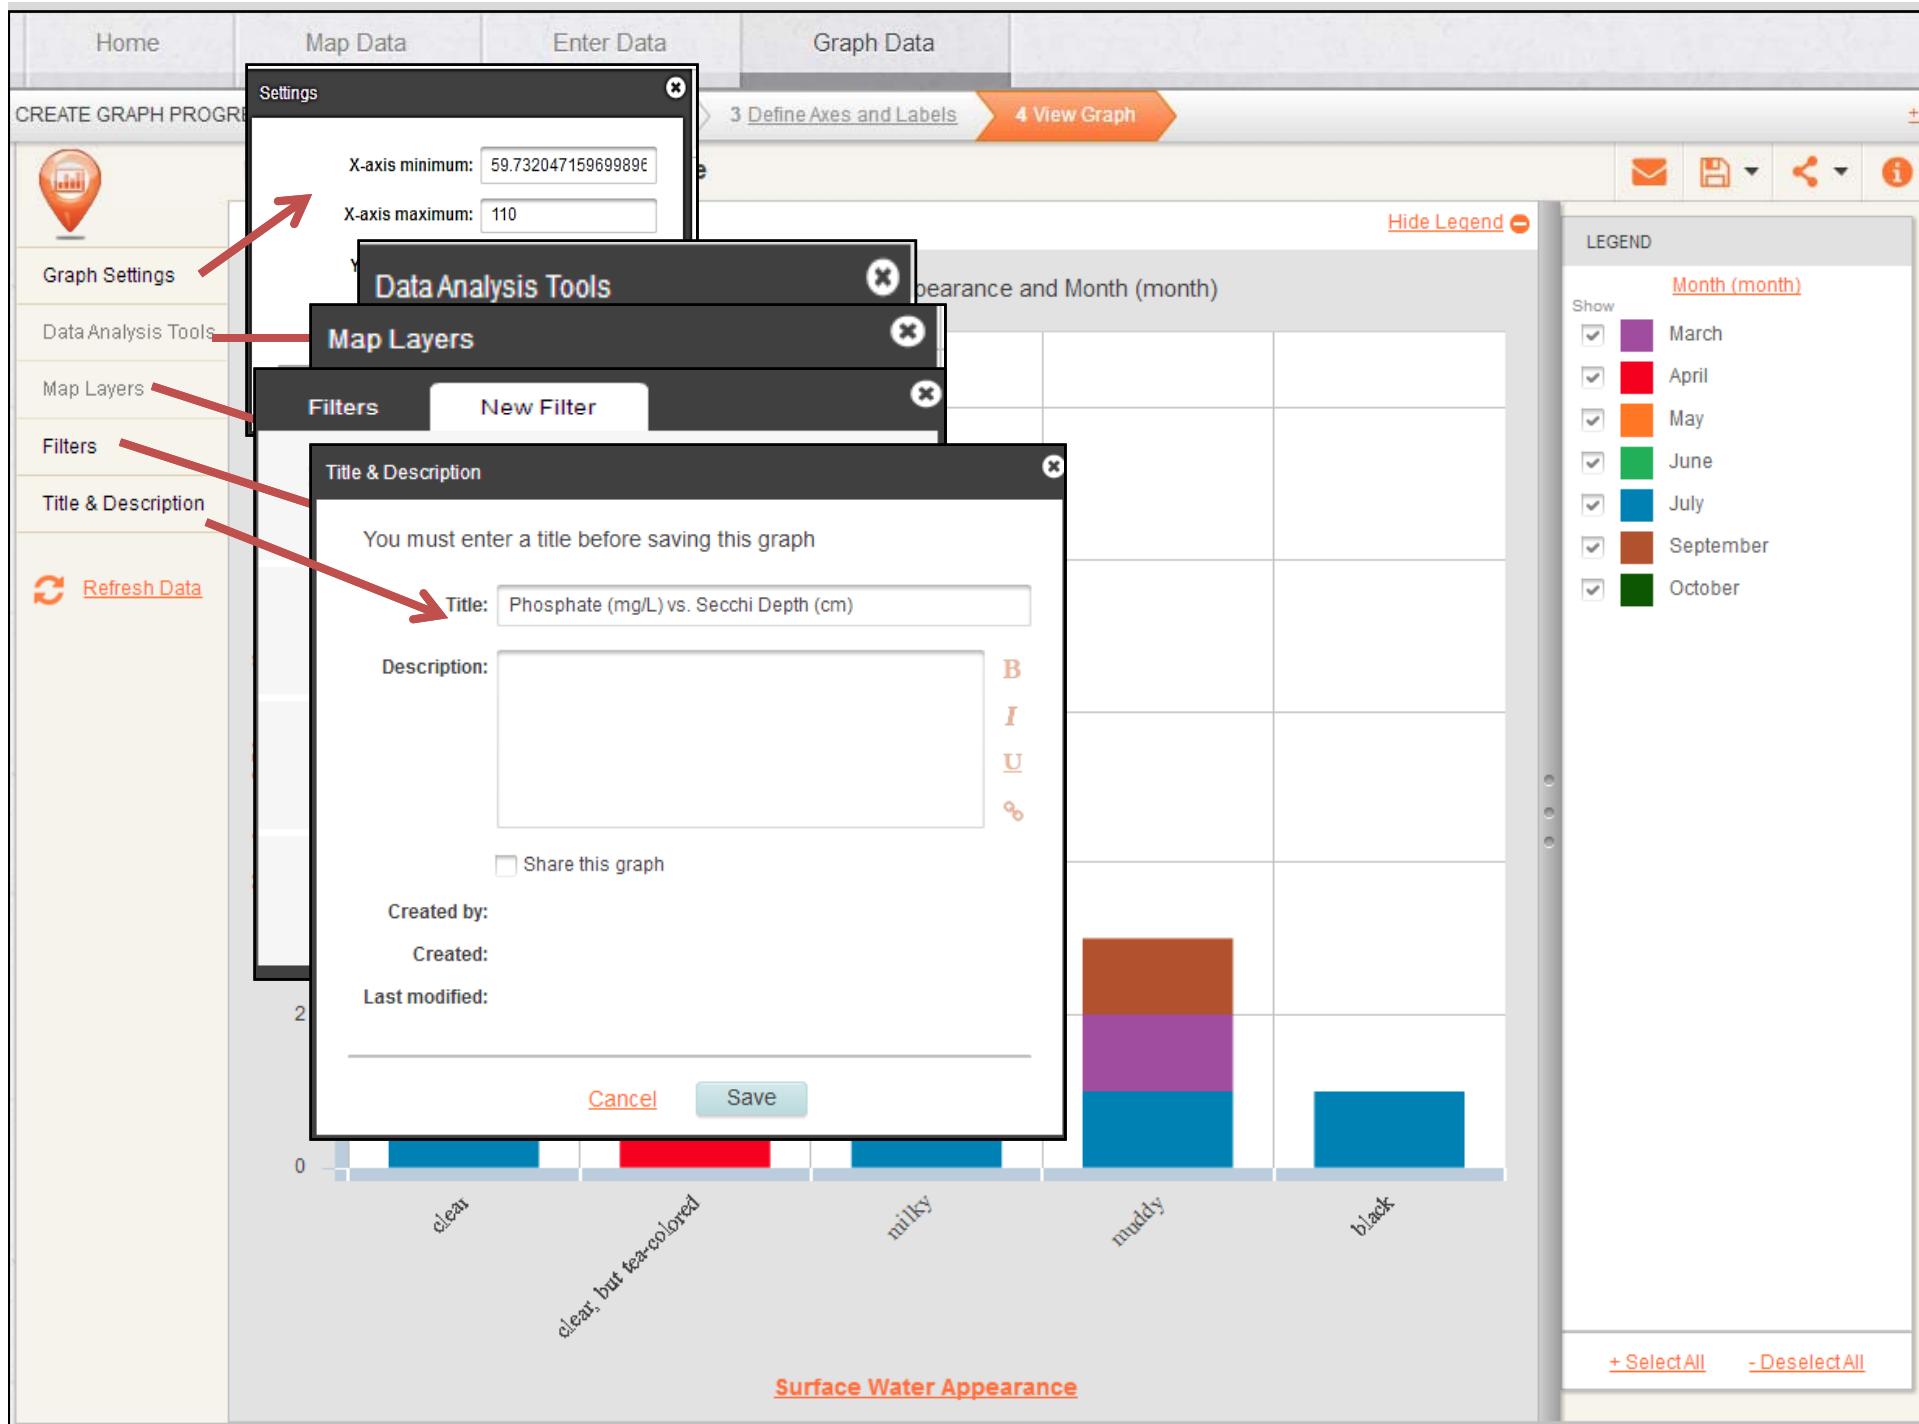 Home Map Data Enter Data Graph Data
CREATE GRAPH 3 Define Axes and Labels 4 View Graph
Settings
X-axis minimum: 59.732047159699896
X-axis maximum: 110
Hide Legend
Graph Settings
Data Analysis Tools
Map Layers
Filters
Title & Description
Refresh Data
Data Analysis Tools
and Month (month)
Map Layers
Filters New Filter
Title & Description
You must enter a title before saving this graph
Title: Phosphate (mg/L) vs. Secchi Depth (cm)
Description:
B
I
U
Share this graph
Created by:
Created:
Last modified:
Cancel Save
2
0
clear
clear, but tea-colored
milky
muddy
black
Surface Water Appearance
LEGEND
Month (month)
Show
March
April
May
June
July
September
October
+ Select All - Deselect All